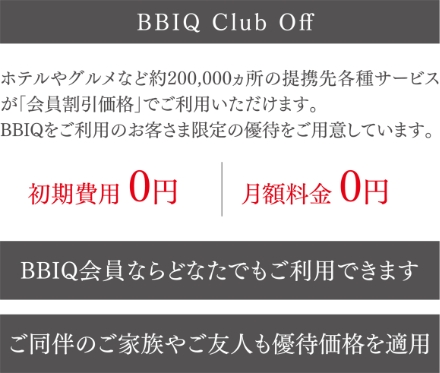 BBIQ Club Off
ホテルやグルメなど約200,000ヵ所の提携先各種サービス
が「会員割引価格」でご利用いただけます。
BBIQをご利用のお客さま限定の優待をご用意しています。
初期費用 0円 月額料金 0円
BBIQ会員ならどなたでもご利用できます
ご同伴のご家族やご友人も優待価格を適用